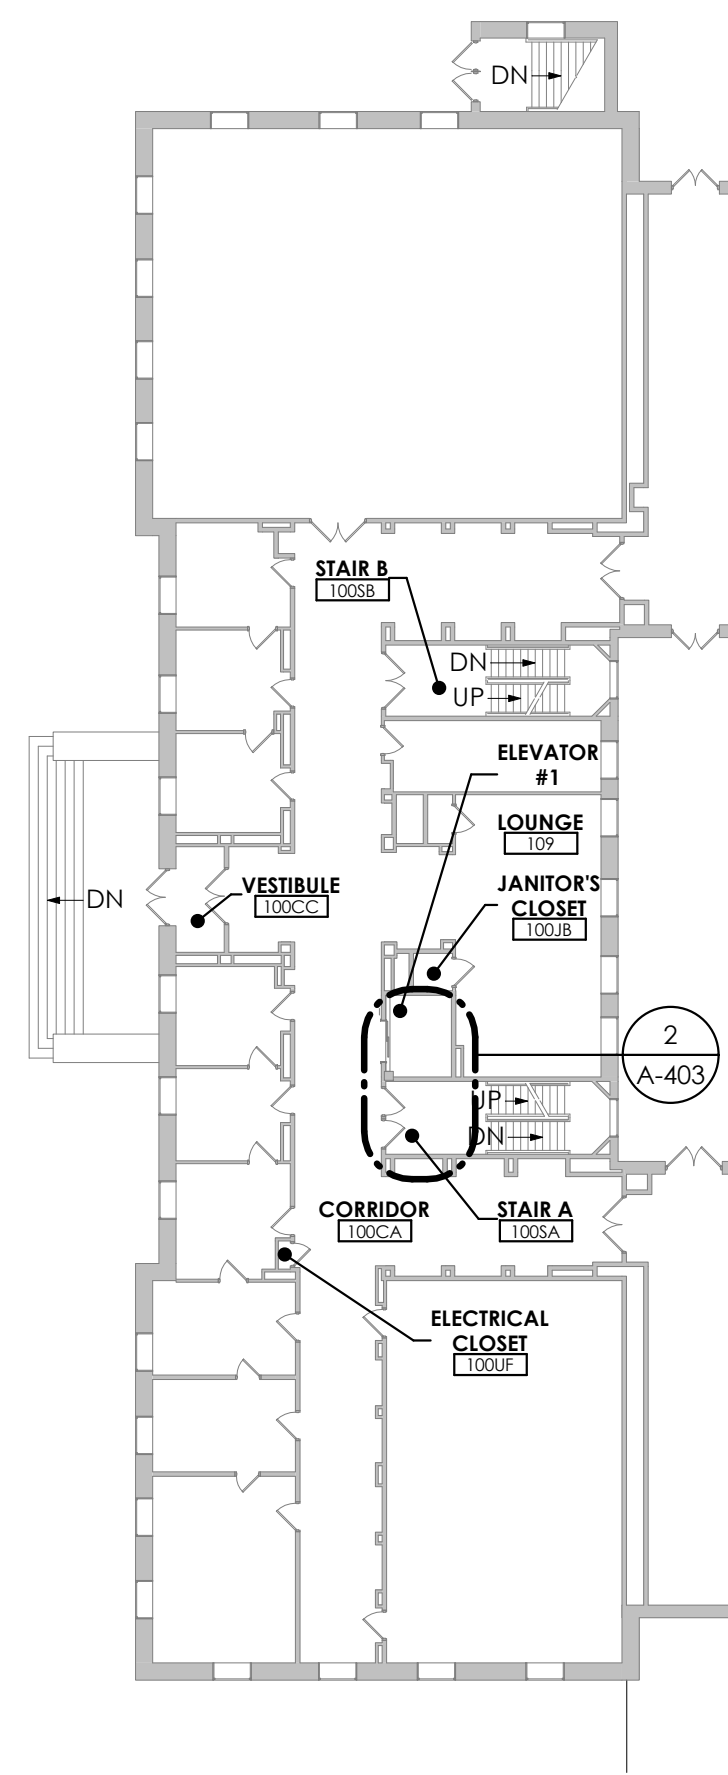 DN
STAIR B
100SB
DN
UP
ELEVATOR
#1
LOUNGE
109
JANITOR'S
CLOSET
100JB
VESTIBULE
100CC
DN
2
A-403
UP
DN
CORRIDOR
100CA
STAIR A
100SA
ELECTRICAL
CLOSET
100UF